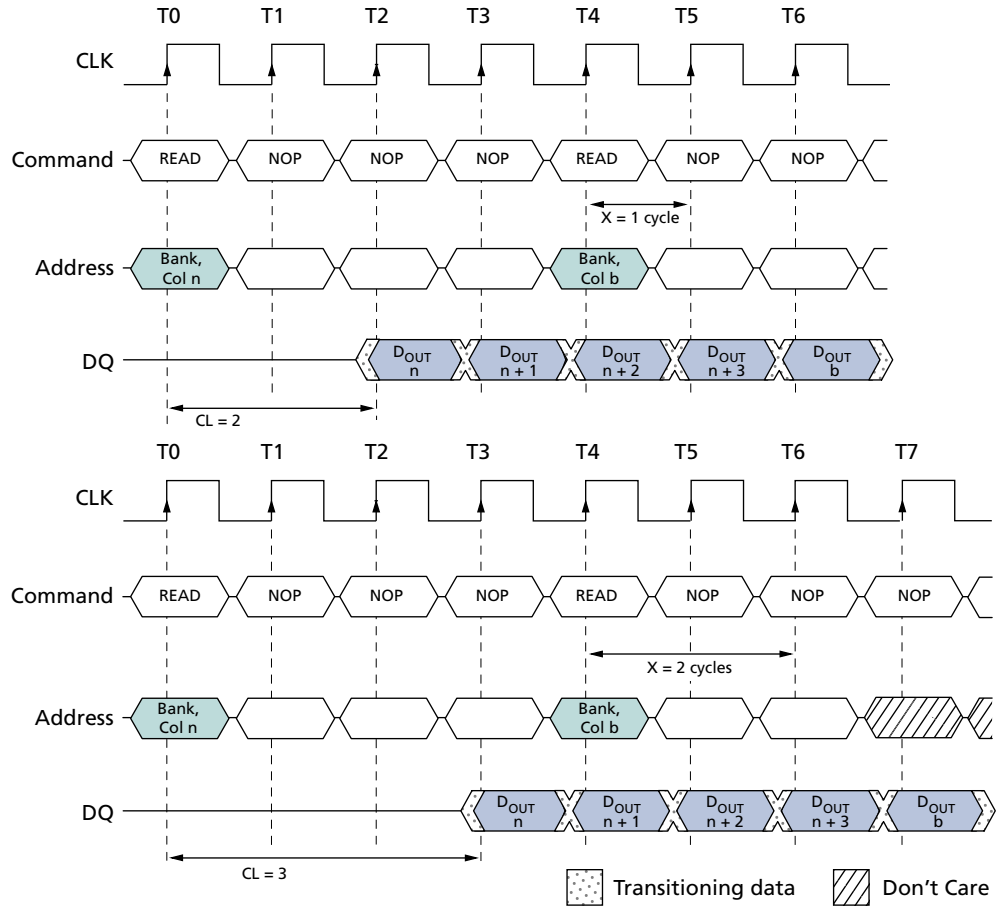 T0 T1 T2 T3 T4 T5 T6
CLK
Command READ NOP NOP NOP READ NOP NOP
X = 1 cycle
Address Bank, Col n Bank, Col b
DQ DOUT n DOUT n + 1 DOUT n + 2 DOUT n + 3 DOUT b
CL = 2
T0 T1 T2 T3 T4 T5 T6 T7
CLK
Command READ NOP NOP NOP READ NOP NOP NOP
X = 2 cycles
Address Bank, Col n Bank, Col b
DQ DOUT n DOUT n + 1 DOUT n + 2 DOUT n + 3 DOUT b
CL = 3
Transitioning data Don't Care